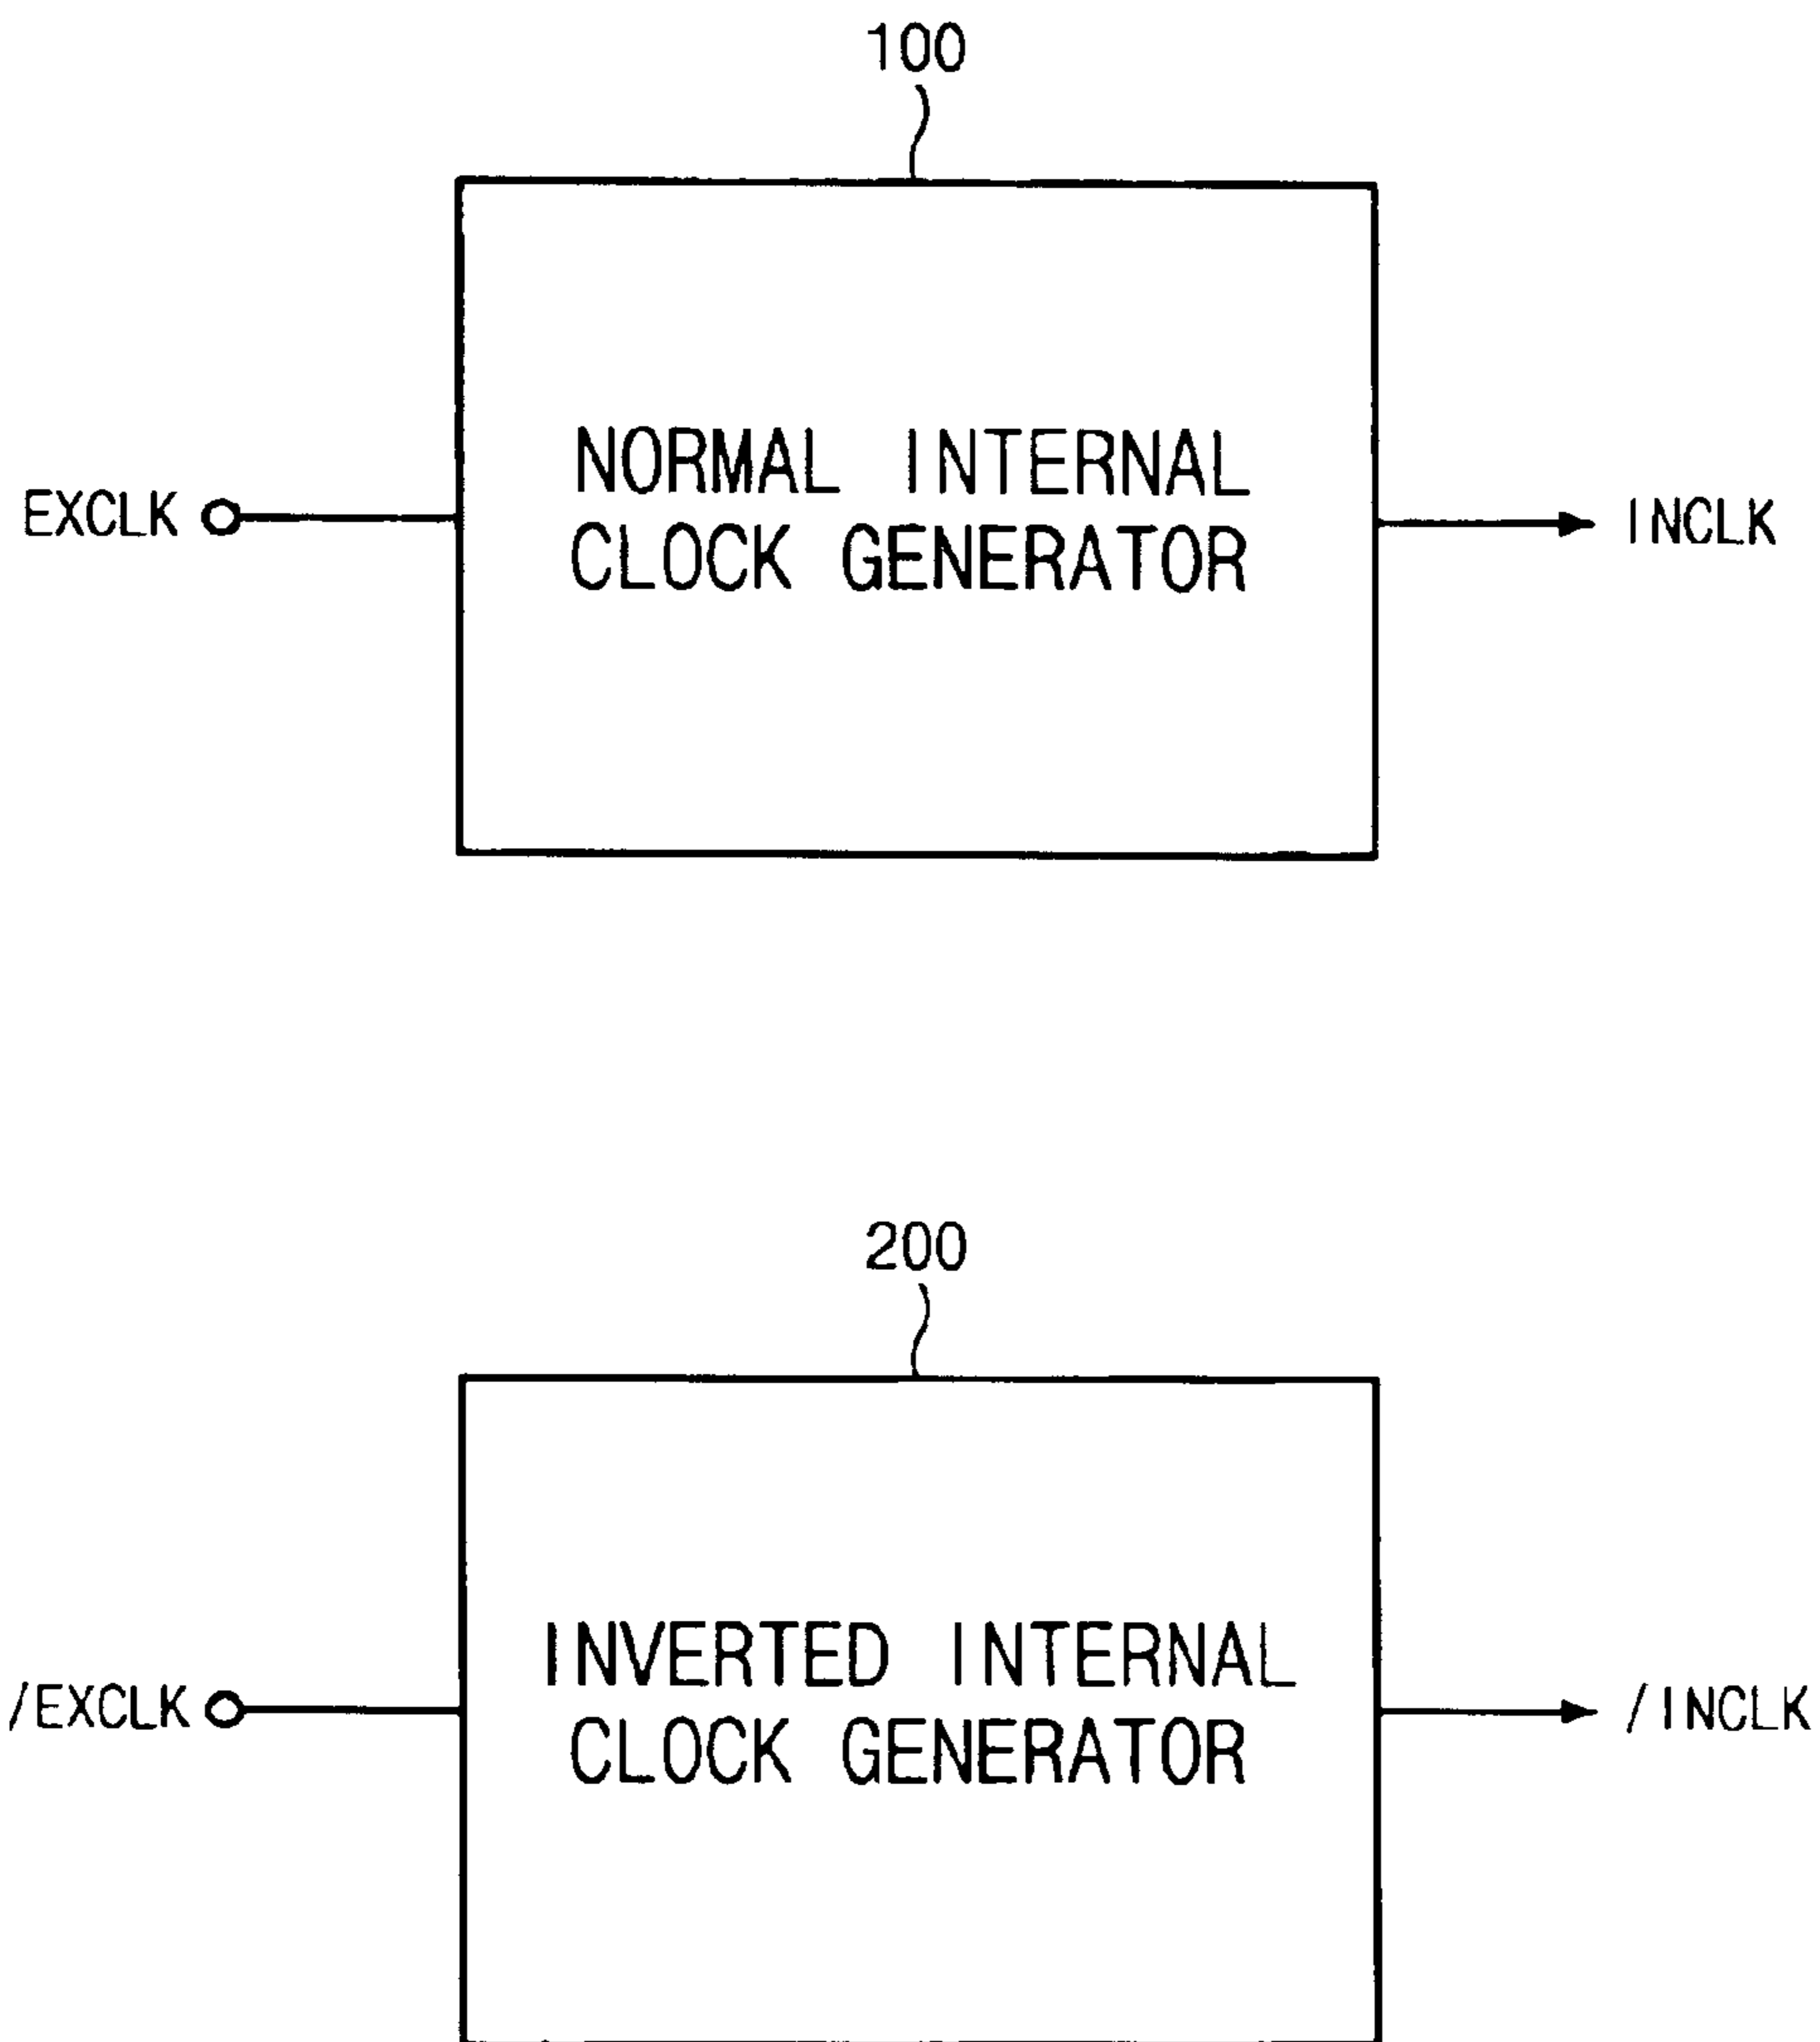 100
NORMAL INTERNAL
CLOCK GENERATOR
EXCLK
INCLK
200
INVERTED INTERNAL
CLOCK GENERATOR
/EXCLK
/INCLK